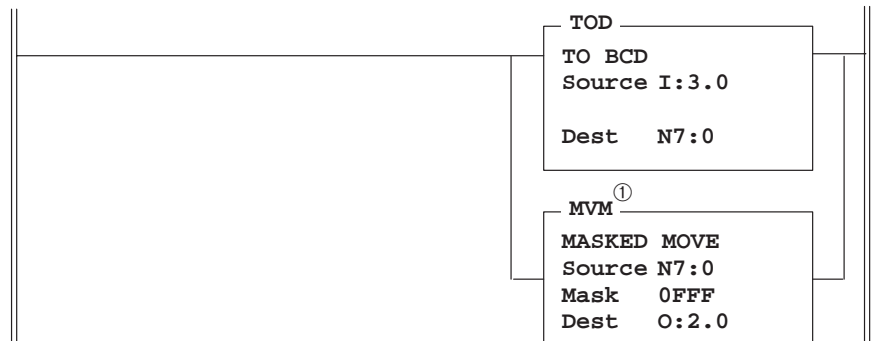 TOD
TO BCD
Source I:3.0
Dest N7:0
MVM ①
MASKED MOVE
Source N7:0
Mask 0FFF
Dest O:2.0